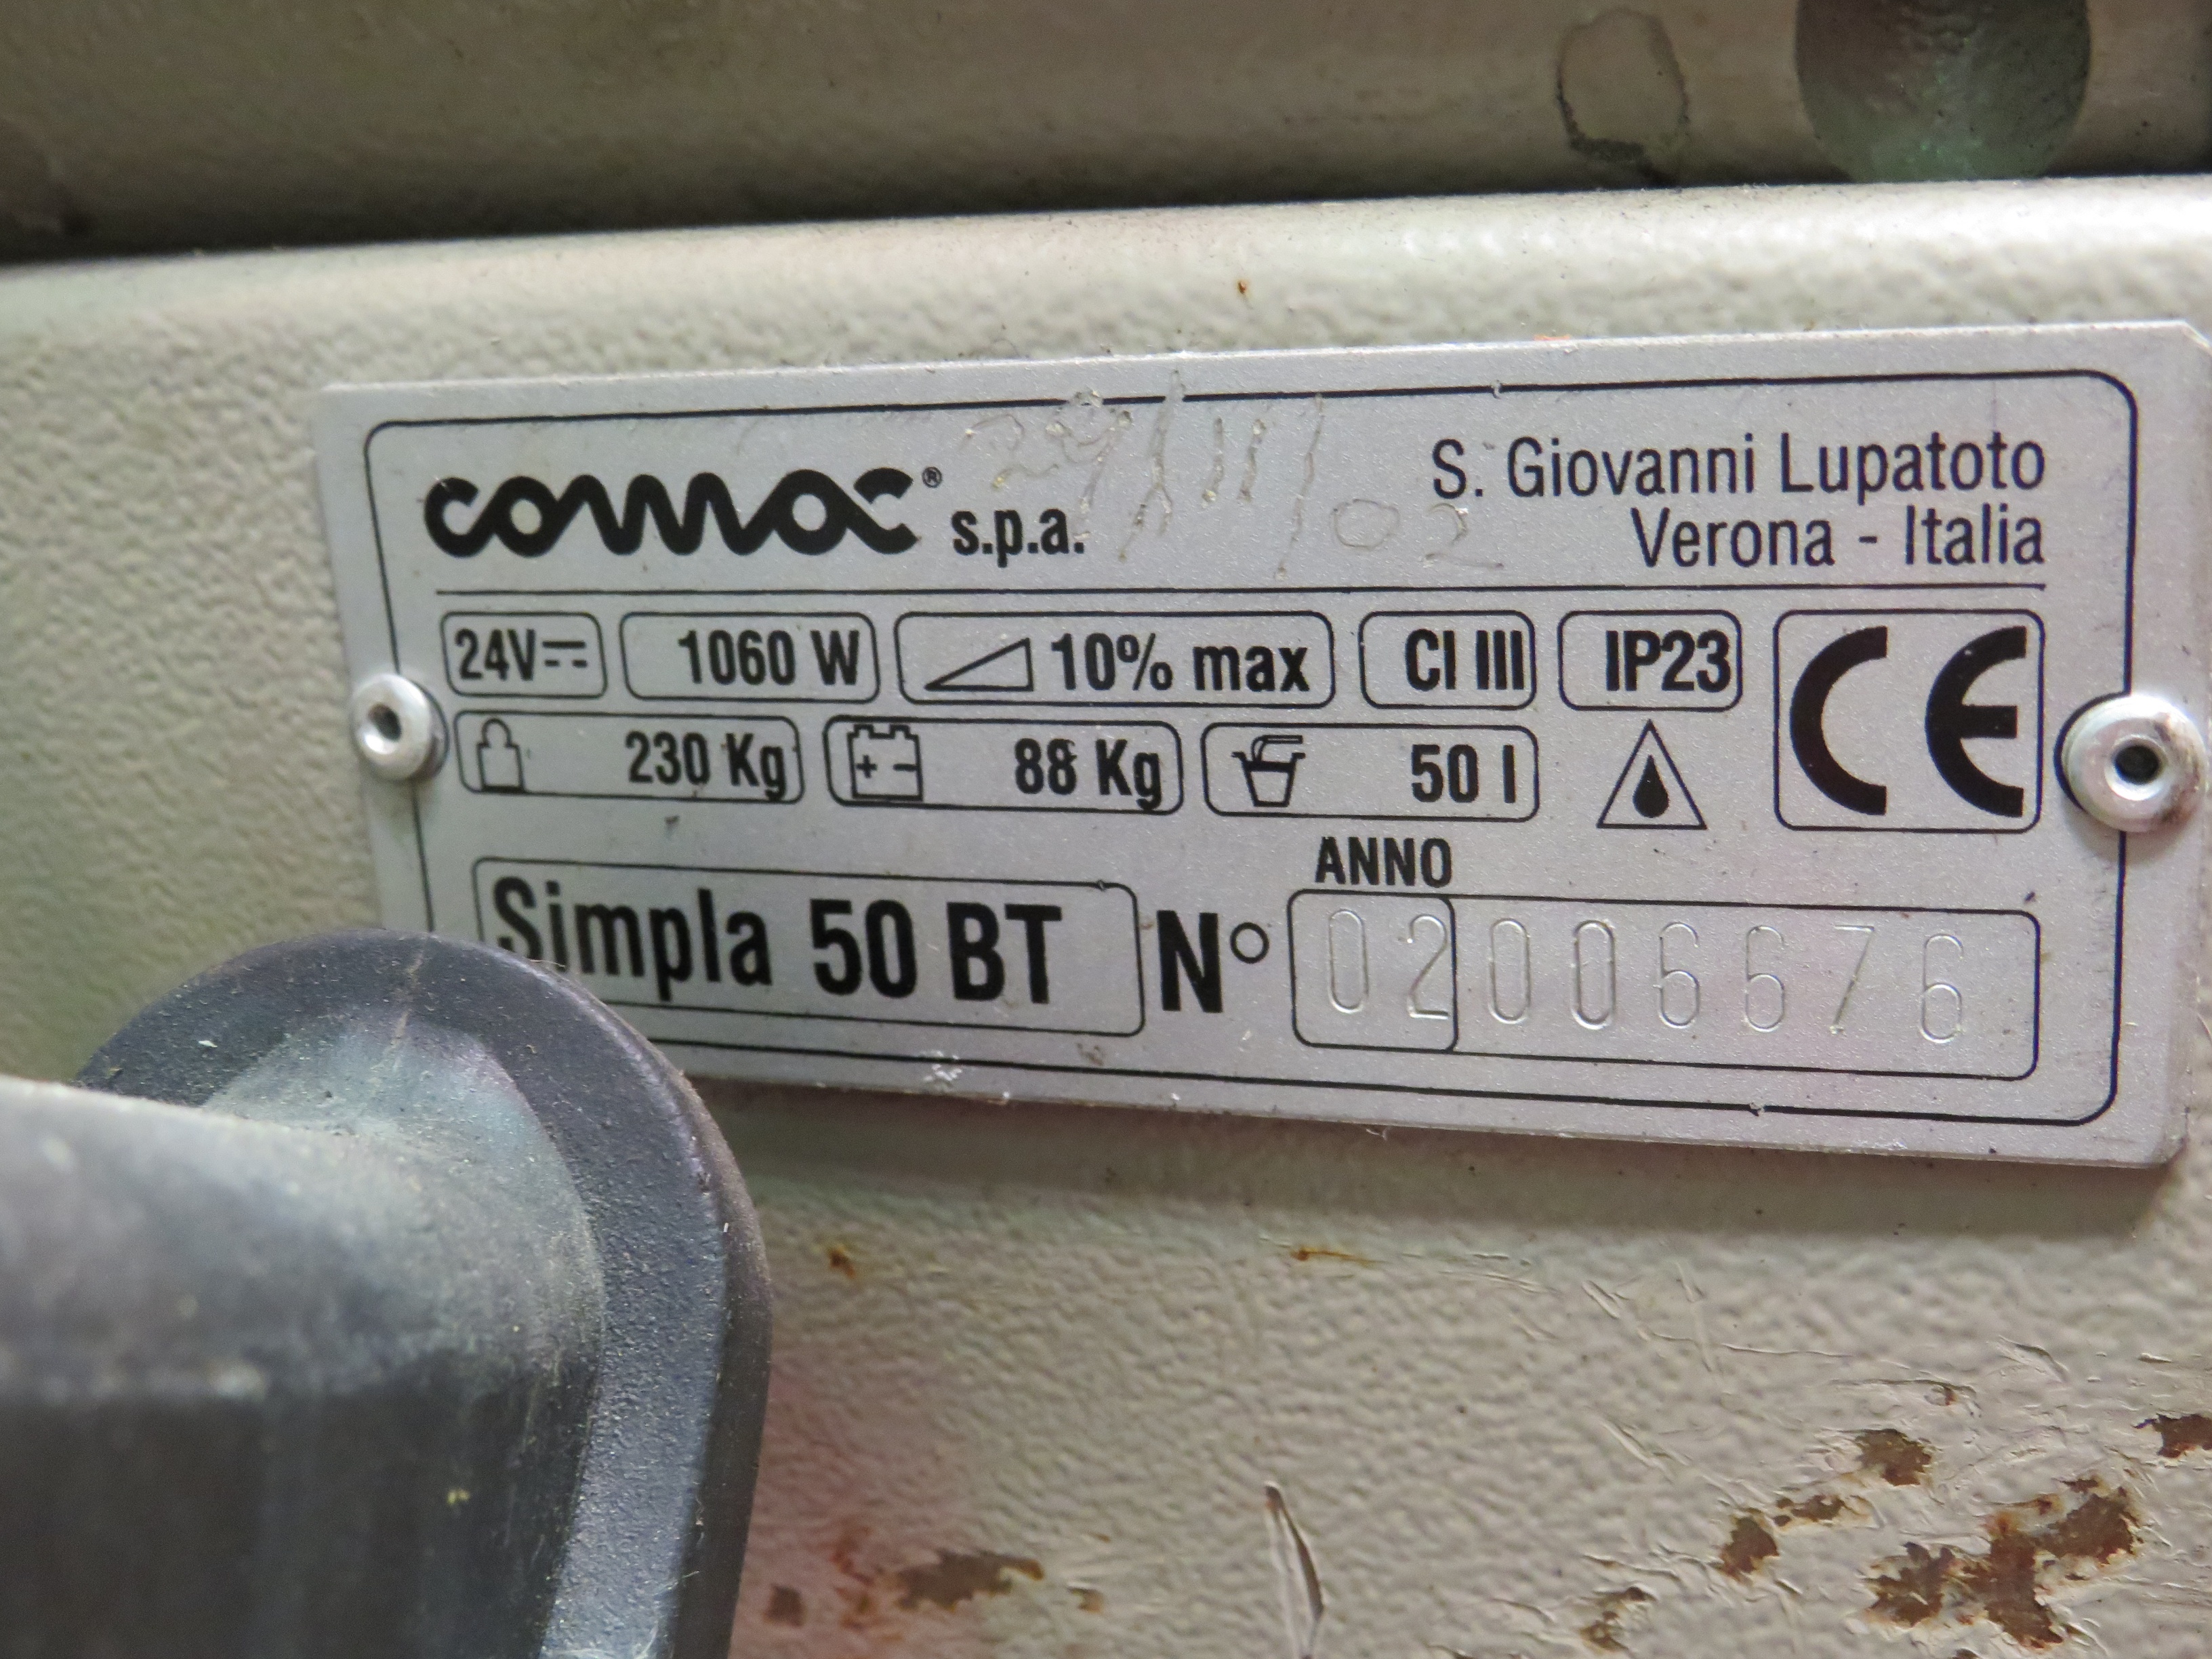 comac® s.p.a.
S. Giovanni Lupatoto
Verona - Italia
24V 1060 W 10% max Cl III IP23 CE
230 Kg + - 88 Kg 50 l
ANNO
Simpla 50 BT N° 02006676